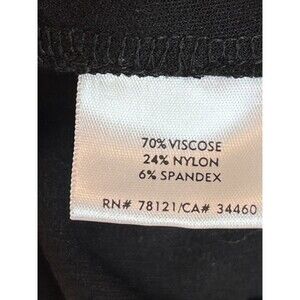 70% VISCOSE
24% NYLON
6% SPANDEX
RN# 78121/CA# 34460